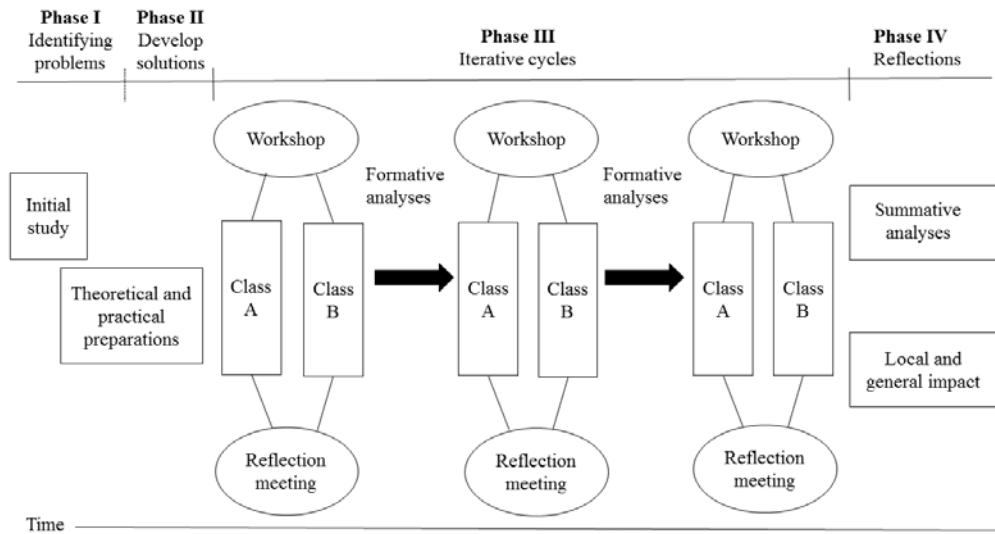 Phase I
Identifying
problems
Phase II
Develop
solutions
Phase III
Iterative cycles
Phase IV
Reflections
Initial
study
Theoretical and
practical
preparations
Workshop
Class
A
Class
B
Reflection
meeting
Formative
analyses
Workshop
Class
A
Class
B
Reflection
meeting
Formative
analyses
Workshop
Class
A
Class
B
Reflection
meeting
Summative
analyses
Local and
general impact
Time